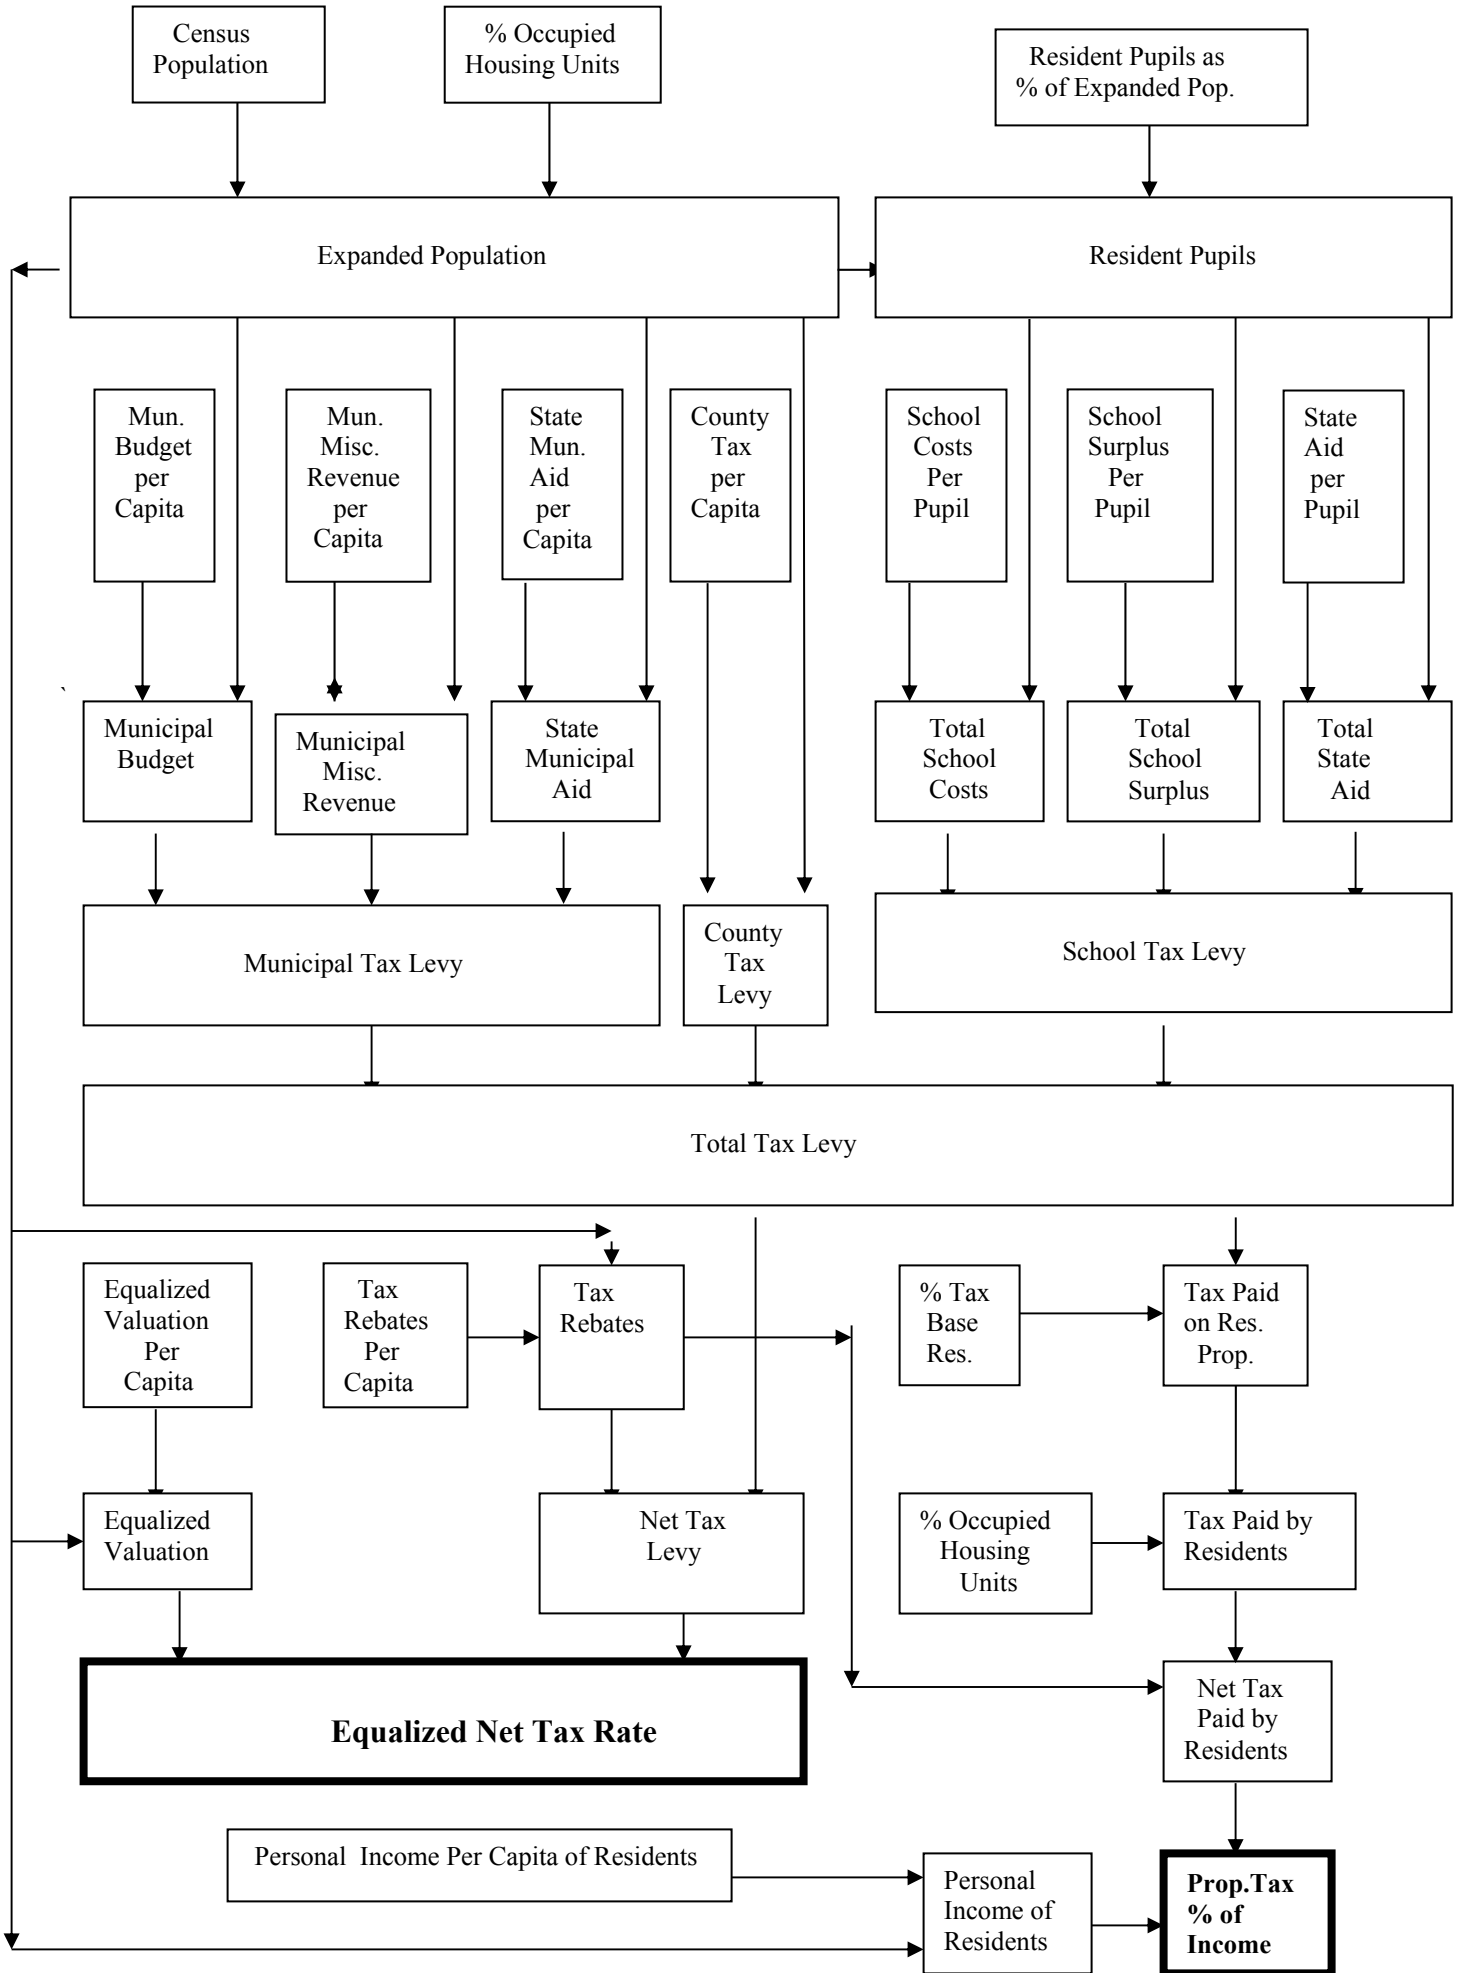 Census
Population
% Occupied
Housing Units
Resident Pupils as
% of Expanded Pop.
Expanded Population
Resident Pupils
Mun.
Budget
per
Capita
Mun.
Misc.
Revenue
per
Capita
State
Mun.
Aid
per
Capita
County
Tax
per
Capita
School
Costs
Per
Pupil
School
Surplus
Per
Pupil
State
Aid
per
Pupil
`
Municipal
Budget
Municipal
Misc.
Revenue
State
Municipal
Aid
Total
School
Costs
Total
School
Surplus
Total
State
Aid
Municipal Tax Levy
County
Tax
Levy
School Tax Levy
Total Tax Levy
Equalized
Valuation
Per
Capita
Tax
Rebates
Per
Capita
Tax
Rebates
% Tax
Base
Res.
Tax Paid
on Res.
Prop.
Equalized
Valuation
Net Tax
Levy
% Occupied
Housing
Units
Tax Paid by
Residents
Equalized Net Tax Rate
Net Tax
Paid by
Residents
Personal Income Per Capita of Residents
Personal
Income of
Residents
Prop.Tax
% of
Income